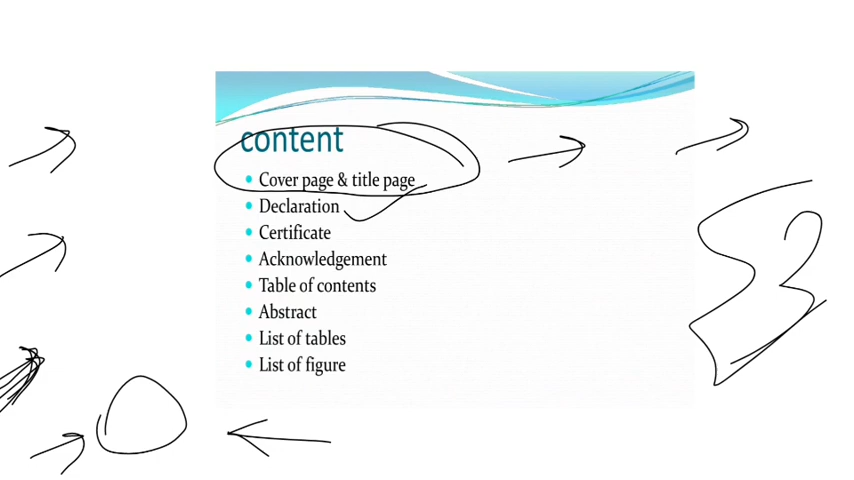 content
Cover page & title page
Declaration
Certificate
Acknowledgement
Table of contents
Abstract
List of tables
List of figure